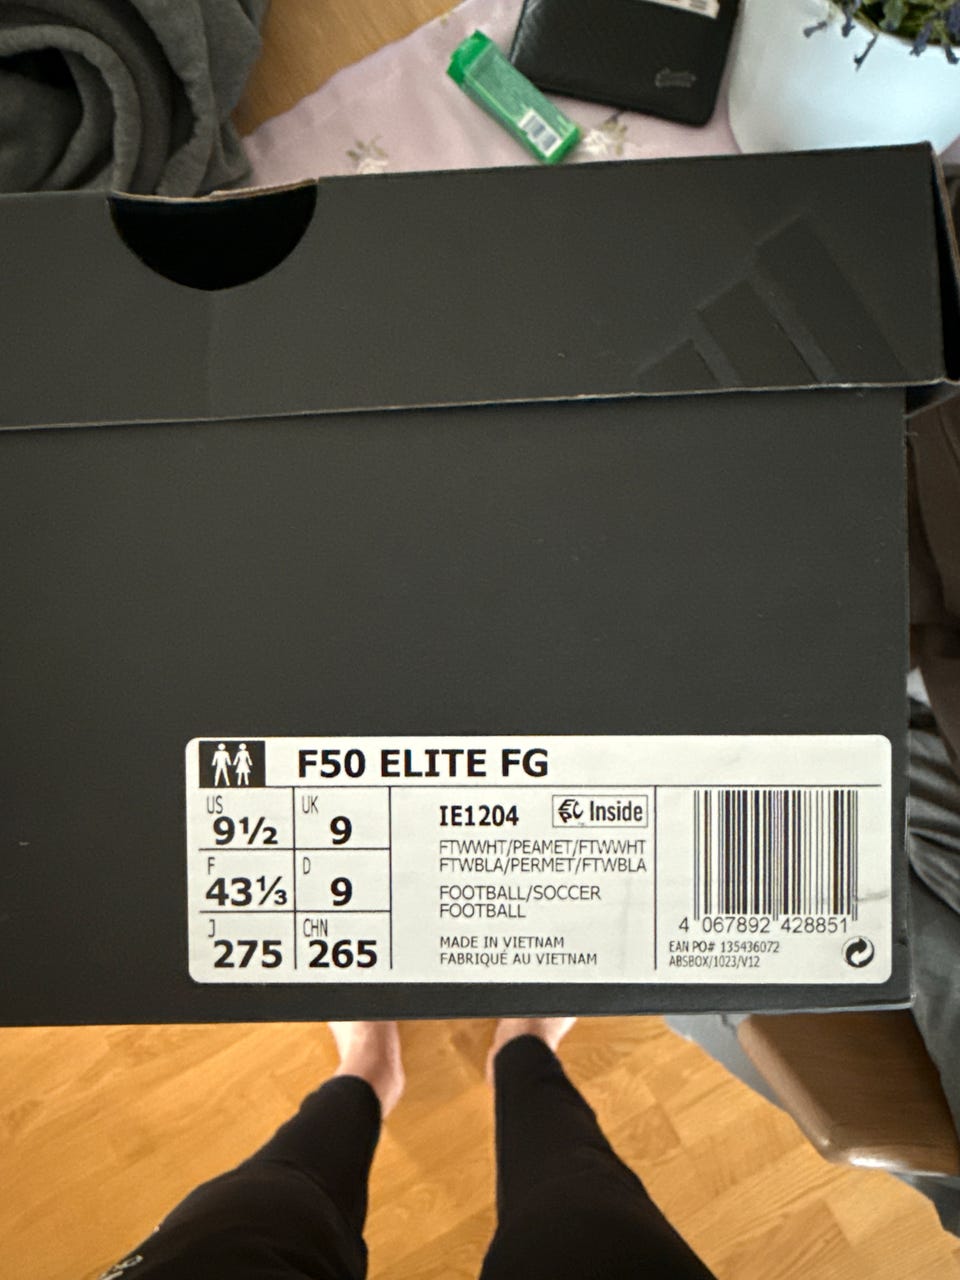 F50 ELITE FG
US
9½
UK
9
F
43⅓
D
9
J
275
CHN
265
IE1204
Inside
FTWWHT/PEAMET/FTWWHT
FTWBLA/PERMET/FTWBLA
FOOTBALL/SOCCER
FOOTBALL
MADE IN VIETNAM
FABRIQUÉ AU VIETNAM
4 067892 428851
EAN PO# 135436072
ABSBOX/1023/V12